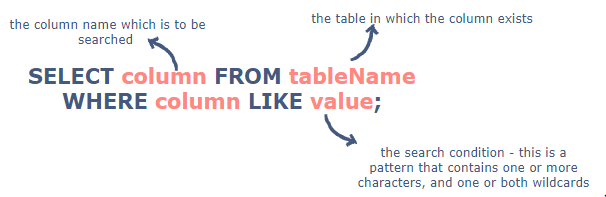 the column name which is to be
searched
the table in which the column exists
SELECT column FROM tableName
WHERE column LIKE value;
the search condition - this is a
pattern that contains one or more
characters, and one or both wildcards